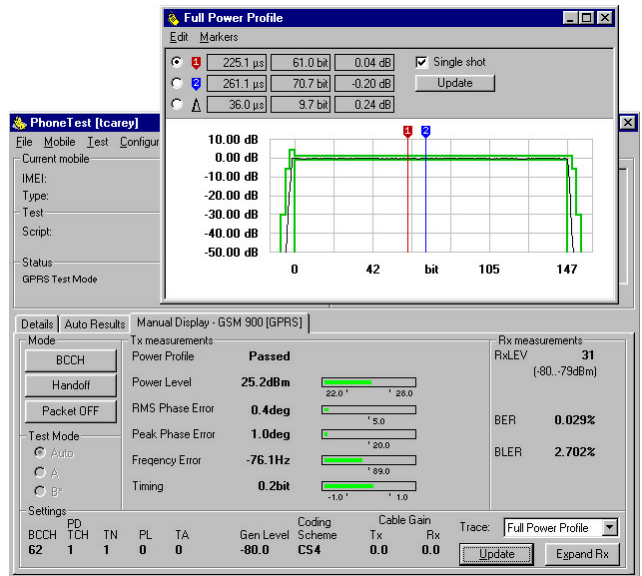 Full Power Profile
Edit Markers
1 225.1 µs 61.0 bit 0.04 dB Single shot
2 261.1 µs 70.7 bit -0.20 dB Update
Δ 36.0 µs 9.7 bit 0.24 dB
1 2
10.00 dB
0.00 dB
-10.00 dB
-20.00 dB
-30.00 dB
-40.00 dB
-50.00 dB
0 42 bit 105 147
PhoneTest [tcarey]
File Mobile Test Configur
Current mobile
IMEI:
Type:
Test
Script:
Status
GPRS Test Mode
Details Auto Results Manual Display - GSM 900 [GPRS]
Mode
BCCH
Handoff
Packet OFF
Test Mode
Auto
A
B*
Tx measurements
Power Profile Passed
Power Level 25.2dBm
22.0 ' ' 28.0
RMS Phase Error 0.4deg
' 5.0
Peak Phase Error 1.0deg
' 20.0
Freqency Error -76.1Hz
' 89.0
Timing 0.2bit
-1.0 ' ' 1.0
Rx measurements
RxLEV 31
(-80..-79dBm)
BER 0.029%
BLER 2.702%
Settings
BCCH PD TCH TN PL TA Gen Level Coding Scheme Cable Gain Tx Rx
62 1 1 0 0 -80.0 CS4 0.0 0.0
Trace: Full Power Profile
Update Expand Rx